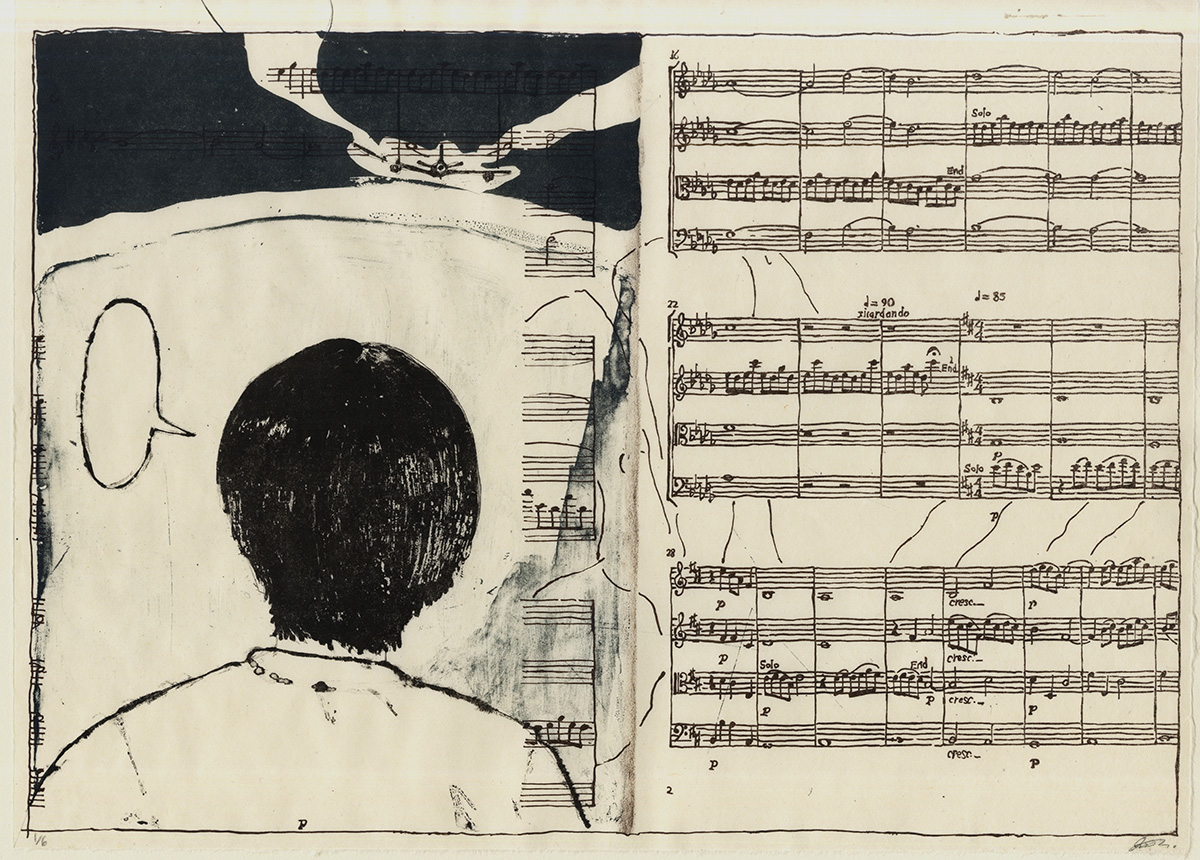 16
Solo
End
22
♩= 90
ritardando
♩= 85
End
Solo
p
p
28
p
cresc._
p
p
cresc._
Solo
End
p
p
cresc._
p
p
cresc._
p
2
p
1/6